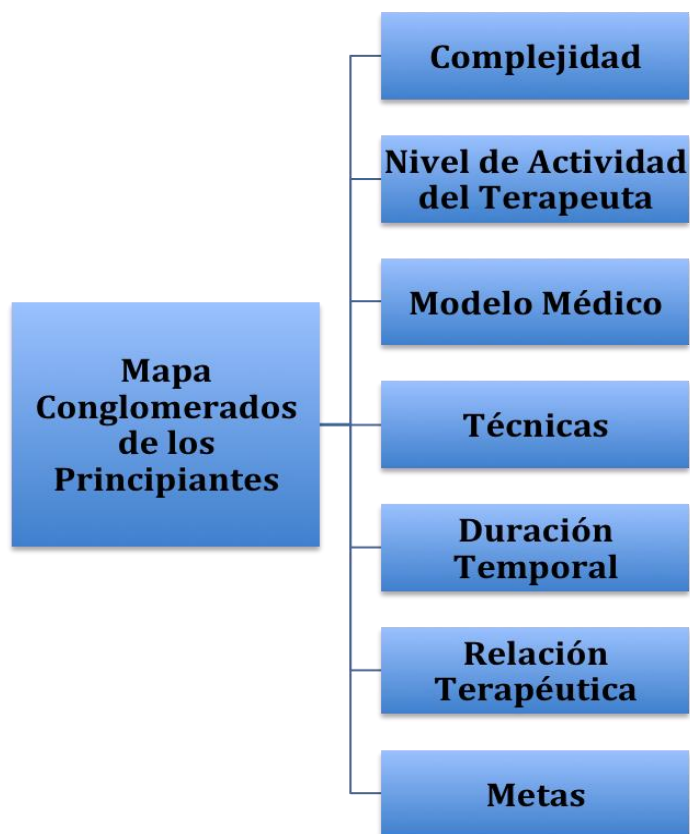 Complejidad
Nivel de Actividad
del Terapeuta
Modelo Médico
Mapa
Conglomerados
de los
Principiantes
Técnicas
Duración
Temporal
Relación
Terapéutica
Metas